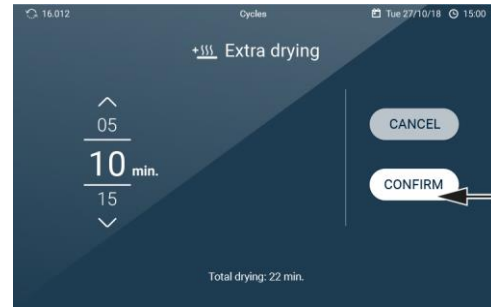 16.012 Cycles Tue 27/10/18 15:00
Extra drying
05
10 min.
15
CANCEL
CONFIRM
Total drying: 22 min.